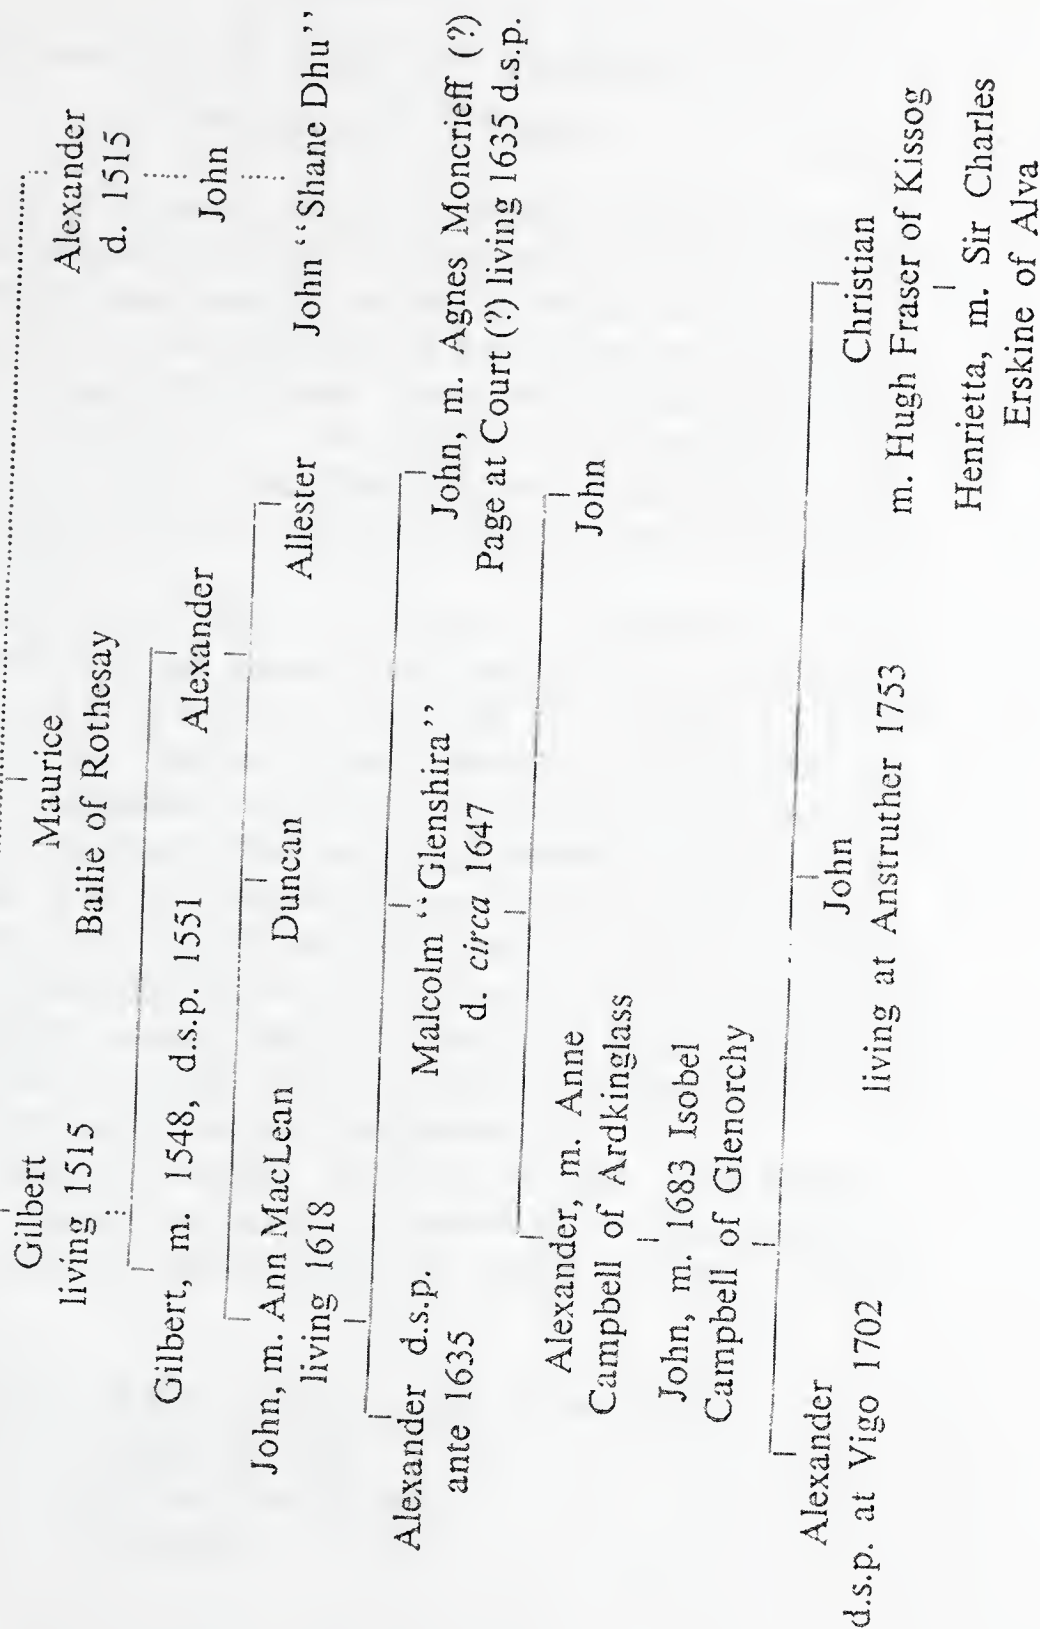 Gilbert
living 1515
Maurice
Bailie of Rothesay
Alexander
d. 1515
Gilbert, m. 1548, d.s.p. 1551
Alexander
John
John, m. Ann MacLean
living 1618
Duncan
Allester
John “Shane Dhu”
Alexander d.s.p.
ante 1635
Malcolm “Glenshira”
d. circa 1647
John, m. Agnes Moncrieff (?)
Page at Court (?) living 1635 d.s.p.
Alexander, m. Anne
Campbell of Ardkinglass
John
John, m. 1683 Isobel
Campbell of Glenorchy
Alexander
d.s.p. at Vigo 1702
John
living at Anstruther 1753
Christian
m. Hugh Fraser of Kissog
Henrietta, m. Sir Charles
Erskine of Alva